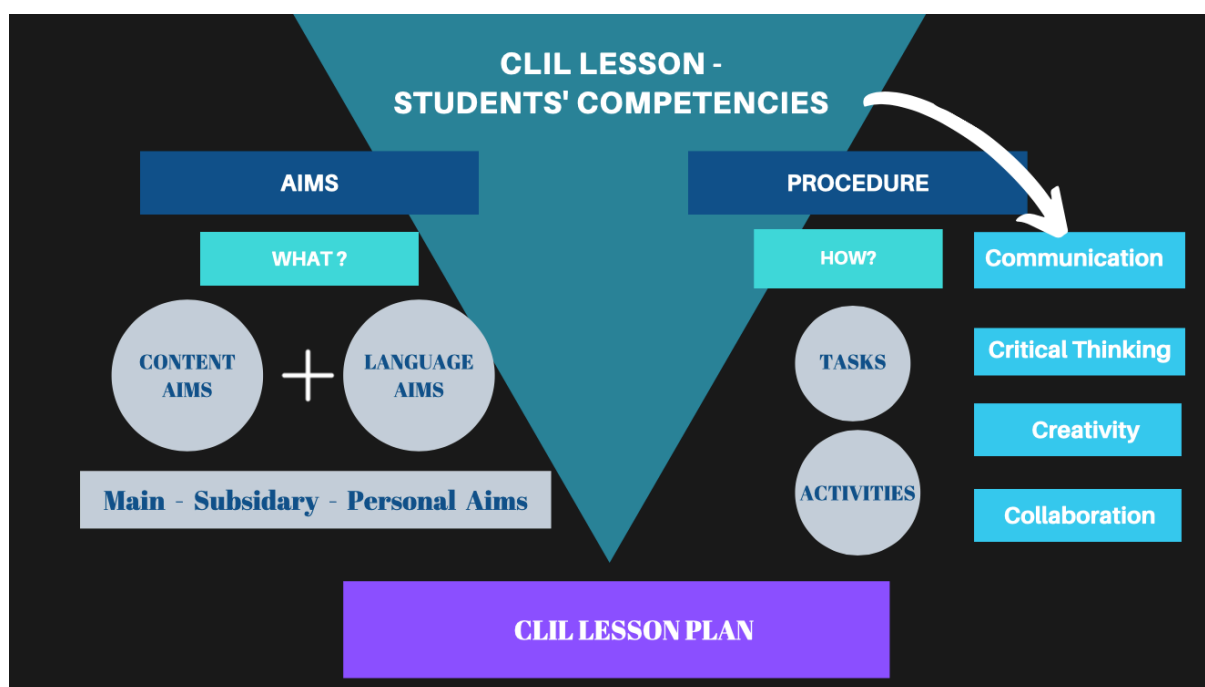 CLIL LESSON -
STUDENTS' COMPETENCIES
AIMS
WHAT ?
CONTENT
AIMS
LANGUAGE
AIMS
Main - Subsidary - Personal Aims
PROCEDURE
HOW?
TASKS
ACTIVITIES
Communication
Critical Thinking
Creativity
Collaboration
CLIL LESSON PLAN